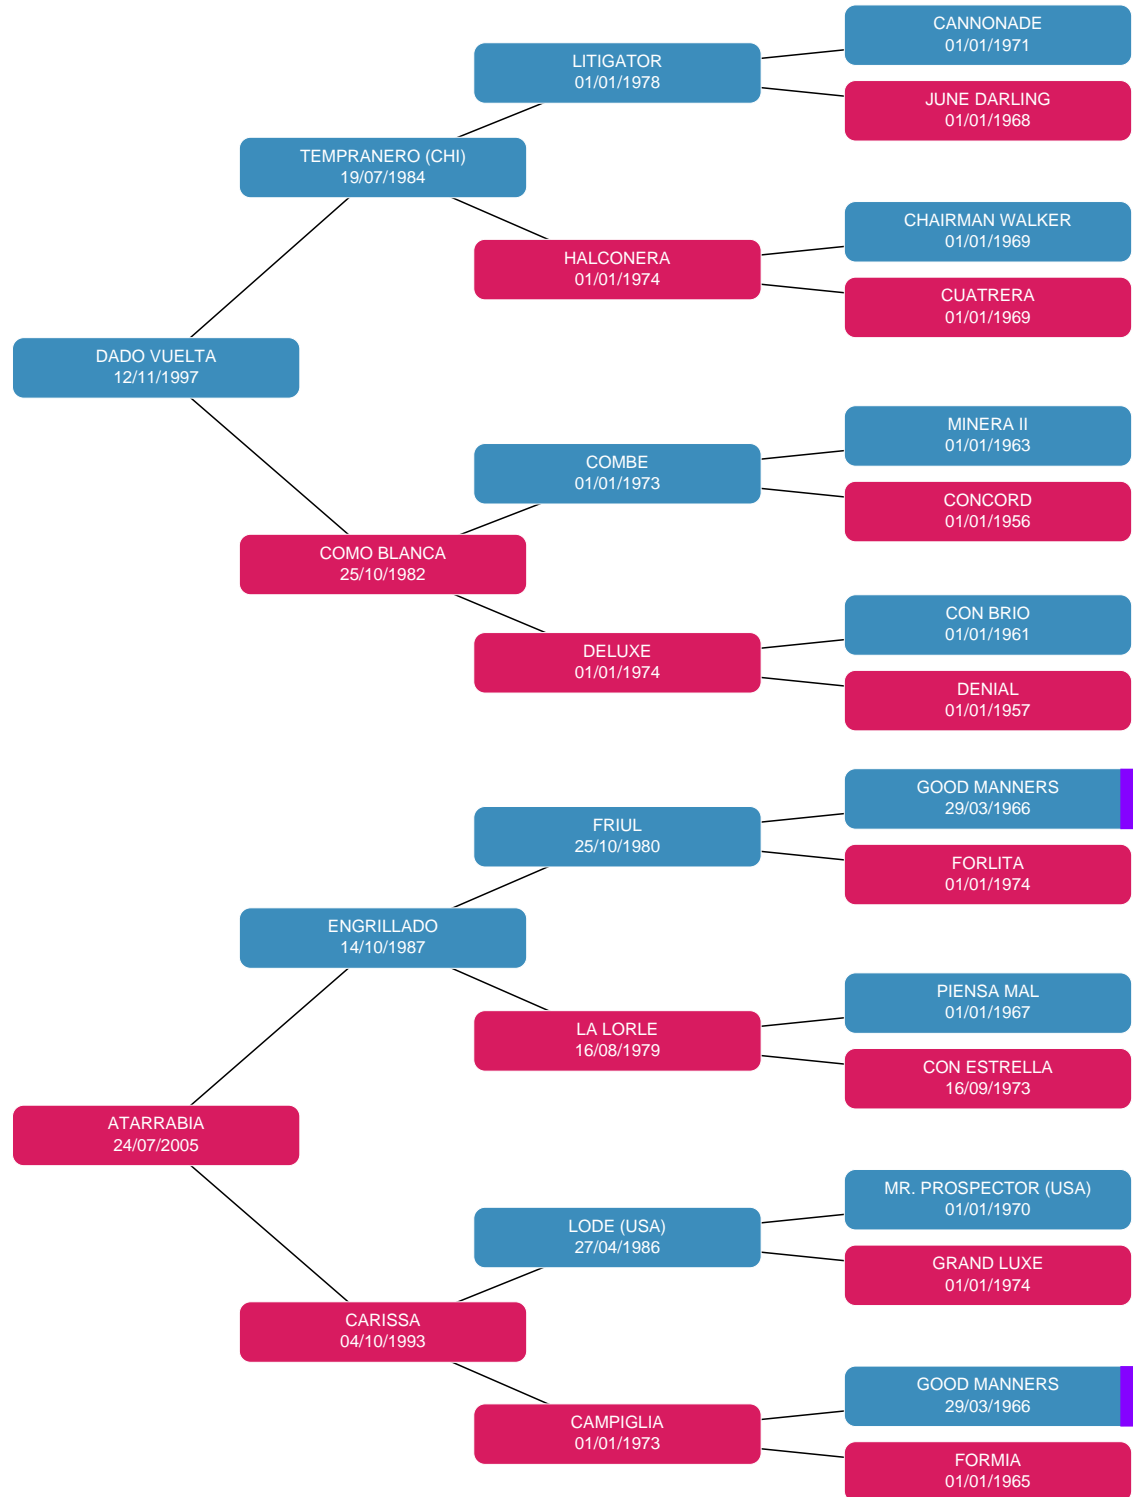 CANNONADE
01/01/1971
LITIGATOR
01/01/1978
JUNE DARLING
01/01/1968
TEMPRANERO (CHI)
19/07/1984
CHAIRMAN WALKER
01/01/1969
HALCONERA
01/01/1974
CUATRERA
01/01/1969
DADO VUELTA
12/11/1997
MINERA II
01/01/1963
COMBE
01/01/1973
CONCORD
01/01/1956
COMO BLANCA
25/10/1982
CON BRIO
01/01/1961
DELUXE
01/01/1974
DENIAL
01/01/1957
GOOD MANNERS
29/03/1966
FRIUL
25/10/1980
FORLITA
01/01/1974
ENGRILLADO
14/10/1987
PIENSA MAL
01/01/1967
LA LORLE
16/08/1979
CON ESTRELLA
16/09/1973
ATARRABIA
24/07/2005
MR. PROSPECTOR (USA)
01/01/1970
LODE (USA)
27/04/1986
GRAND LUXE
01/01/1974
CARISSA
04/10/1993
GOOD MANNERS
29/03/1966
CAMPIGLIA
01/01/1973
FORMIA
01/01/1965